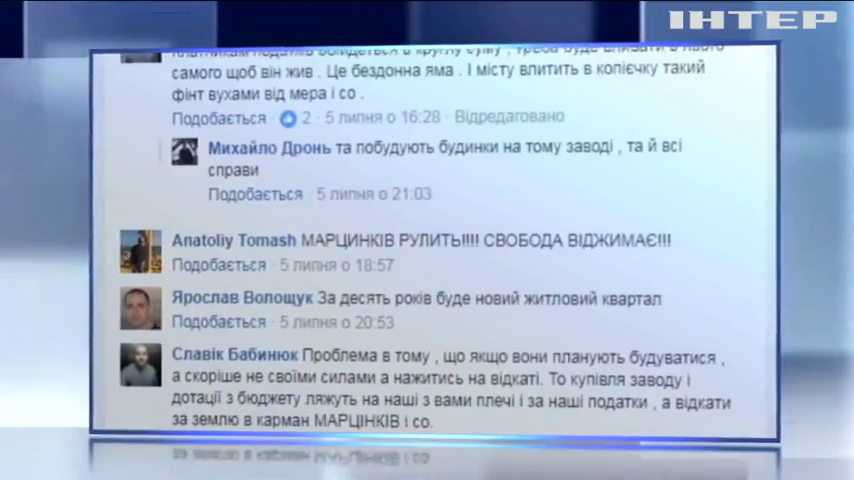 ІНТЕР
платникам податків обійдеться в круглу суму , треба буде вливати в нього
самого щоб він жив . Це бездонна яма . І місту влитить в копієчку такий
фінт вухами від мера і со .
Подобається · 2 · 5 липня о 16:28 · Відредаговано
Михайло Дронь та побудують будинки на тому заводі , та й всі
справи
Подобається · 5 липня о 21:03
Anatoliy Tomash МАРЦИНКІВ РУЛИТЬ!!!! СВОБОДА ВІДЖИМАЄ!!!
Подобається · 5 липня о 18:57
Ярослав Волощук За десять років буде новий житловий квартал
Подобається · 5 липня о 20:53
Славік Бабинюк Проблема в тому , що якщо вони планують будуватися ,
а скоріше не своїми силами а нажитись на відкаті. То купівля заводу і
дотації з бюджету ляжуть на наші з вами плечі і за наші податки , а відкати
за землю в карман МАРЦІНКІВ і со.